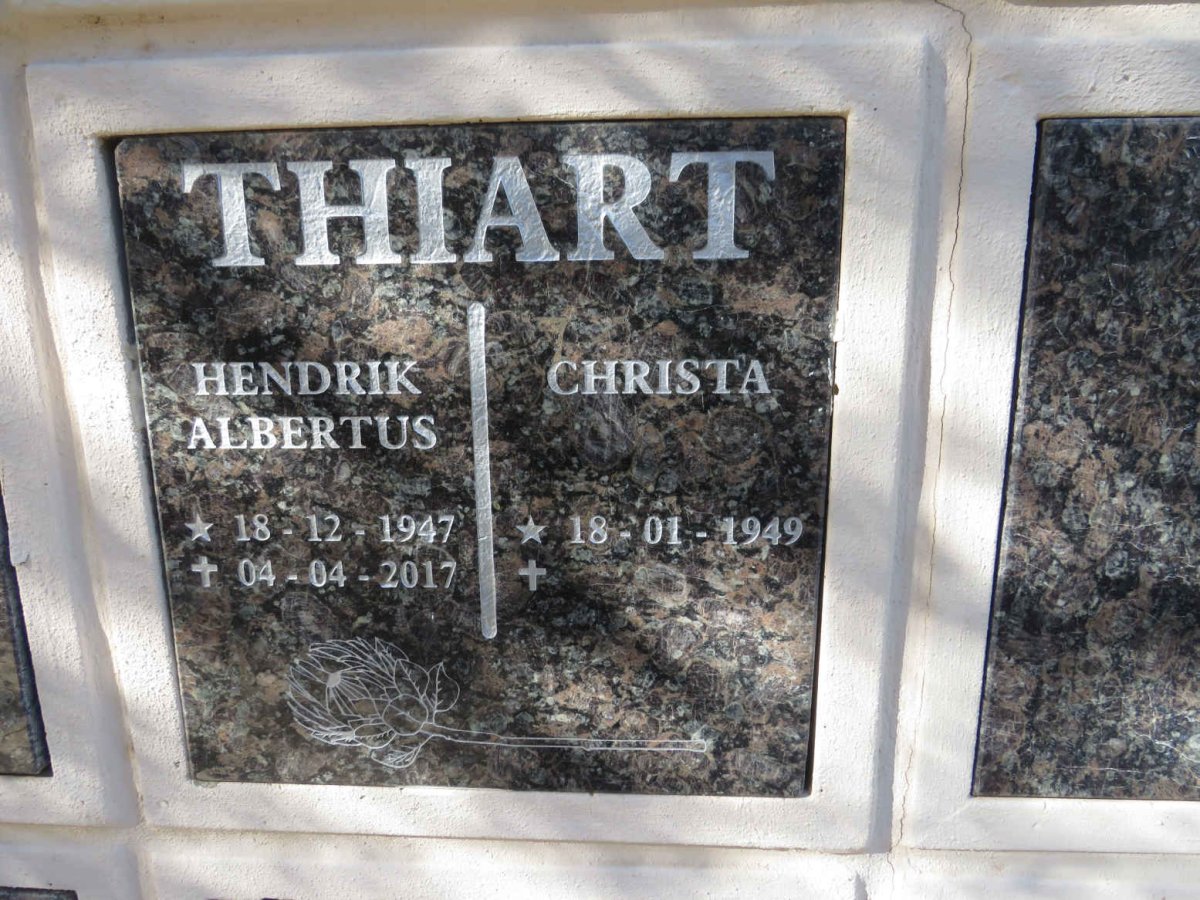 THIART
HENDRIK
ALBERTUS
★ 18 - 12 - 1947
✝ 04 - 04 - 2017
CHRISTA
★ 18 - 01 - 1949
✝